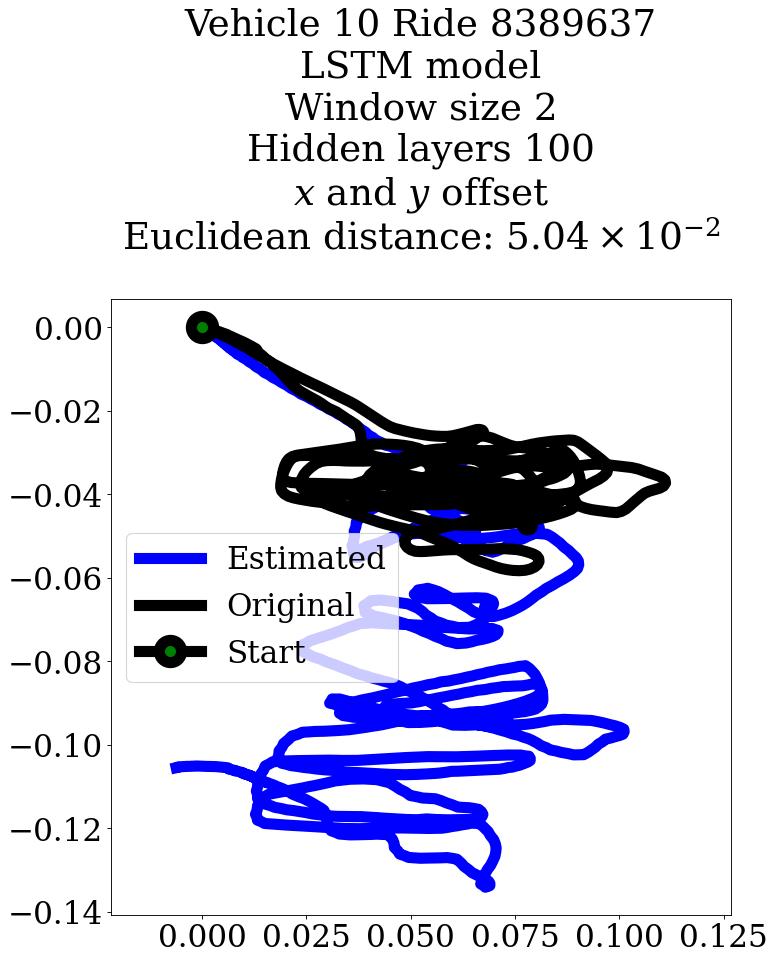 Vehicle 10 Ride 8389637
LSTM model
Window size 2
Hidden layers 100
x and y offset
Euclidean distance: 5.04 × 10⁻²
0.00
−0.02
−0.04
−0.06
−0.08
−0.10
−0.12
−0.14
Estimated
Original
Start
0.000 0.025 0.050 0.075 0.100 0.125